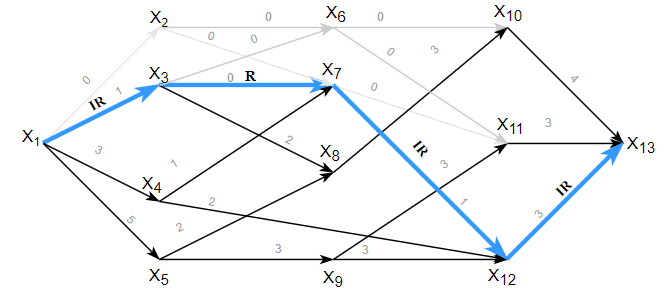 X2 0 X6 0 X10
0 0 0 0 3
X3 0 R X7 0 4
0 1 IR
X1 2 X8 IR 3 X11 3 X13
3 1
X4 2 1 3 IR
5 2
X5 3 X9 3 X12